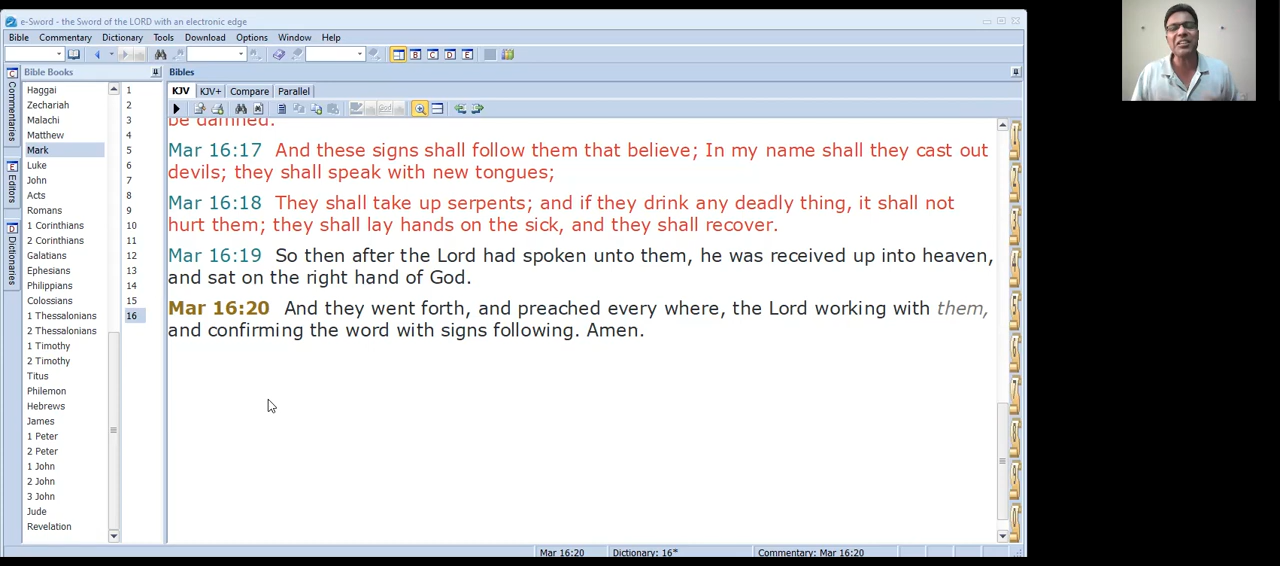 e-Sword - the Sword of the LORD with an electronic edge
Bible Commentary Dictionary Tools Download Options Window Help
B C D E
Bible Books
Bibles
C Commentaries
E Editors
D Dictionaries
Haggai
Zechariah
Malachi
Matthew
Mark
Luke
John
Acts
Romans
1 Corinthians
2 Corinthians
Galatians
Ephesians
Philippians
Colossians
1 Thessalonians
2 Thessalonians
1 Timothy
2 Timothy
Titus
Philemon
Hebrews
James
1 Peter
2 Peter
1 John
2 John
3 John
Jude
Revelation
1
2
3
4
5
6
7
8
9
10
11
12
13
14
15
16
KJV KJV+ Compare Parallel
be damned.
Mar 16:17 And these signs shall follow them that believe; In my name shall they cast out
devils; they shall speak with new tongues;
Mar 16:18 They shall take up serpents; and if they drink any deadly thing, it shall not
hurt them; they shall lay hands on the sick, and they shall recover.
Mar 16:19 So then after the Lord had spoken unto them, he was received up into heaven,
and sat on the right hand of God.
Mar 16:20 And they went forth, and preached every where, the Lord working with them,
and confirming the word with signs following. Amen.
Mar 16:20 Dictionary: 16* Commentary: Mar 16:20